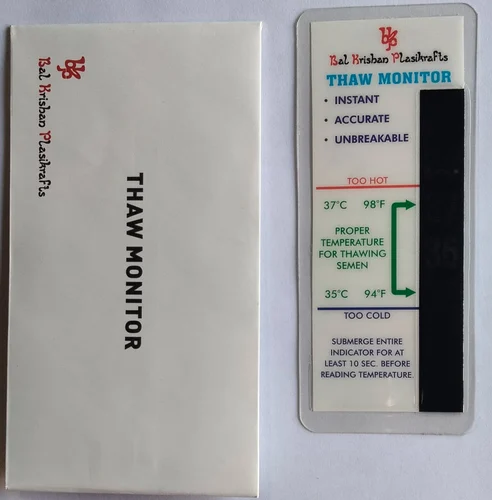 Bal Krishan Plasikrafts
THAW MONITOR
Bal Krishan Plasikrafts
THAW MONITOR
• INSTANT
• ACCURATE
• UNBREAKABLE
TOO HOT
37°C 98°F
PROPER
TEMPERATURE
FOR THAWING
SEMEN
35°C 94°F
TOO COLD
SUBMERGE ENTIRE
INDICATOR FOR AT
LEAST 10 SEC. BEFORE
READING TEMPERATURE.